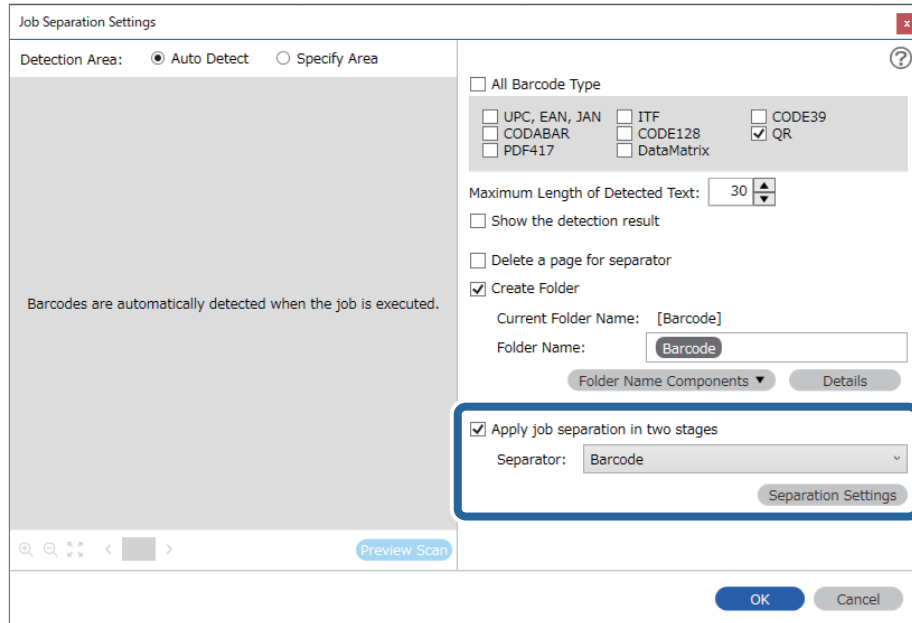 Job Separation Settings
x
Detection Area: Auto Detect Specify Area
?
All Barcode Type
UPC, EAN, JAN ITF CODE39
CODABAR CODE128 QR
PDF417 DataMatrix
Maximum Length of Detected Text: 30
Show the detection result
Delete a page for separator
Barcodes are automatically detected when the job is executed.
Create Folder
Current Folder Name: [Barcode]
Folder Name: Barcode
Folder Name Components Details
Apply job separation in two stages
Separator: Barcode
Separation Settings
Preview Scan
OK Cancel